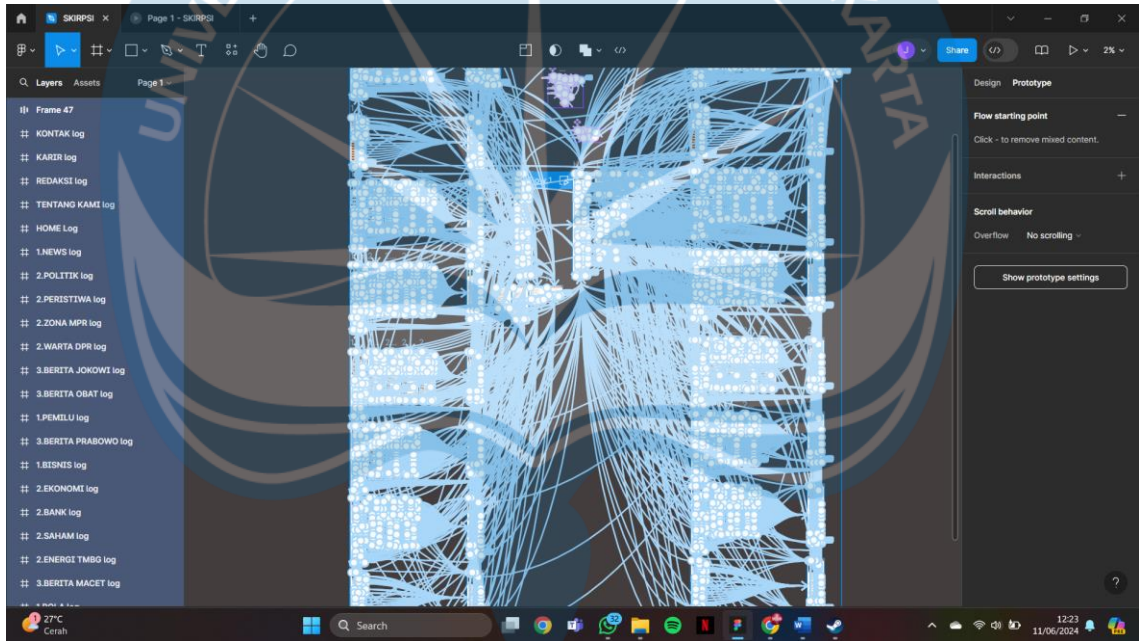 SKIRPSI
Page 1 - SKIRPSI
Share
2%
Layers Assets Page 1
Design Prototype
Frame 47
KONTAK log
KARIR log
REDAKSI log
TENTANG KAMI log
HOME Log
1.NEWS log
2.POLITIK log
2.PERISTIWA log
2.ZONA MPR log
2.WARTA DPR log
3.BERITA JOKOWI log
3.BERITA OBAT log
1.PEMILU log
3.BERITA PRABOWO log
1.BISNIS log
2.EKONOMI log
2.BANK log
2.SAHAM log
2.ENERGI TMBG log
3.BERITA MACET log
Flow starting point
Click - to remove mixed content.
Interactions
Scroll behavior
Overflow No scrolling
Show prototype settings
?
1
27°C
Cerah
Search
32
12:23
11/06/2024